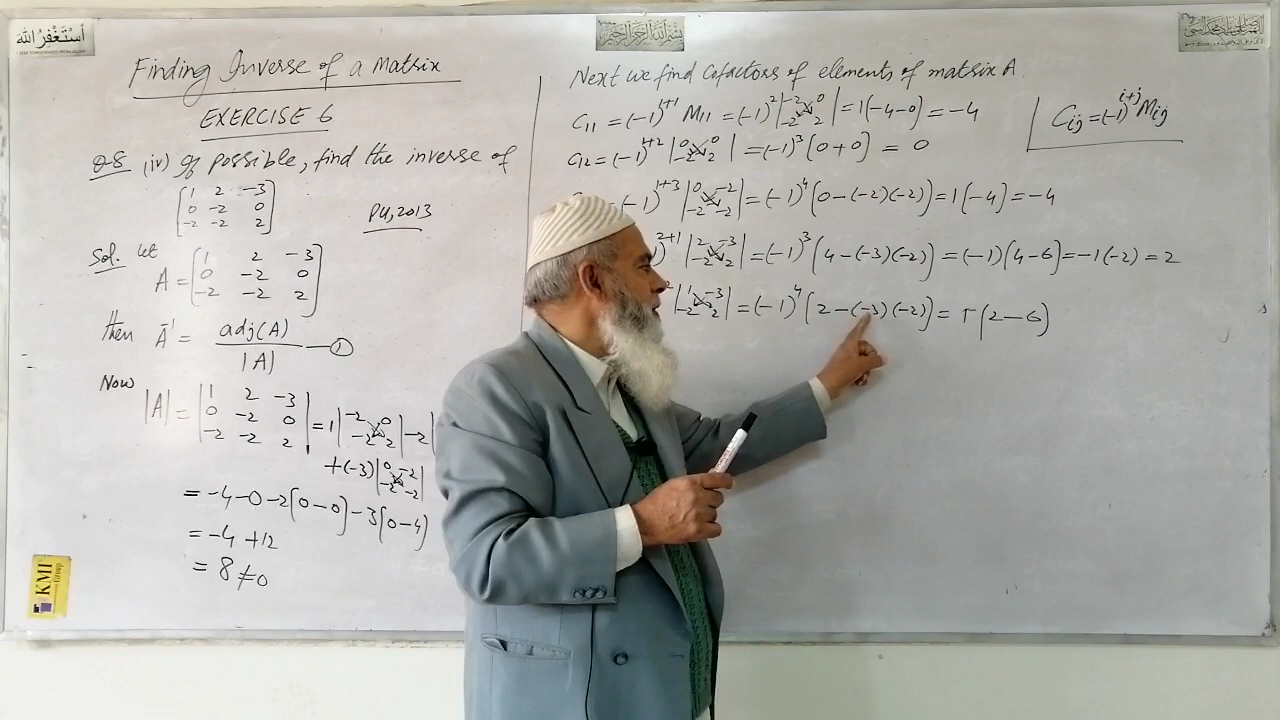 أستغفر الله
بسم الله الرحمن الرحيم
Finding Inverse of a Matrix
EXERCISE 6
Q8 (iv) If possible, find the inverse of
1 2 -3
0 -2 0
-2 -2 2
PU, 2013
Sol. Let
A = [1 2 -3
0 -2 0
-2 -2 2]
then A⁻¹ = adj(A) / |A| — ①
Now
|A| = |1 2 -3
0 -2 0
-2 -2 2| = 1|-2 0
-2 2| -2|
+(-3)|0 -2
-2 -2|
= -4-0-2(0-0)-3(0-4)
= -4+12
= 8≠0
KMI Group
Next we find Cofactors of elements of matrix A
C11 = (-1)^1+1 M11 = (-1)^2 |-2 0
-2 2| = 1(-4-0) = -4
Cij = (-1)^i+j Mij
C12 = (-1)^1+2 |0 0
-2 2| = (-1)^3 (0+0) = 0
-1)^1+3 |0 -2
-2 -2| = (-1)^4 (0-(-2)(-2)) = 1(-4) = -4
)^2+1 |2 -3
-2 2| = (-1)^3 (4-(-3)(-2)) = (-1)(4-6) = -1(-2) = 2
|1 -3
-2 2| = (-1)^4 (2-(-3)(-2)) = 1(2-6)